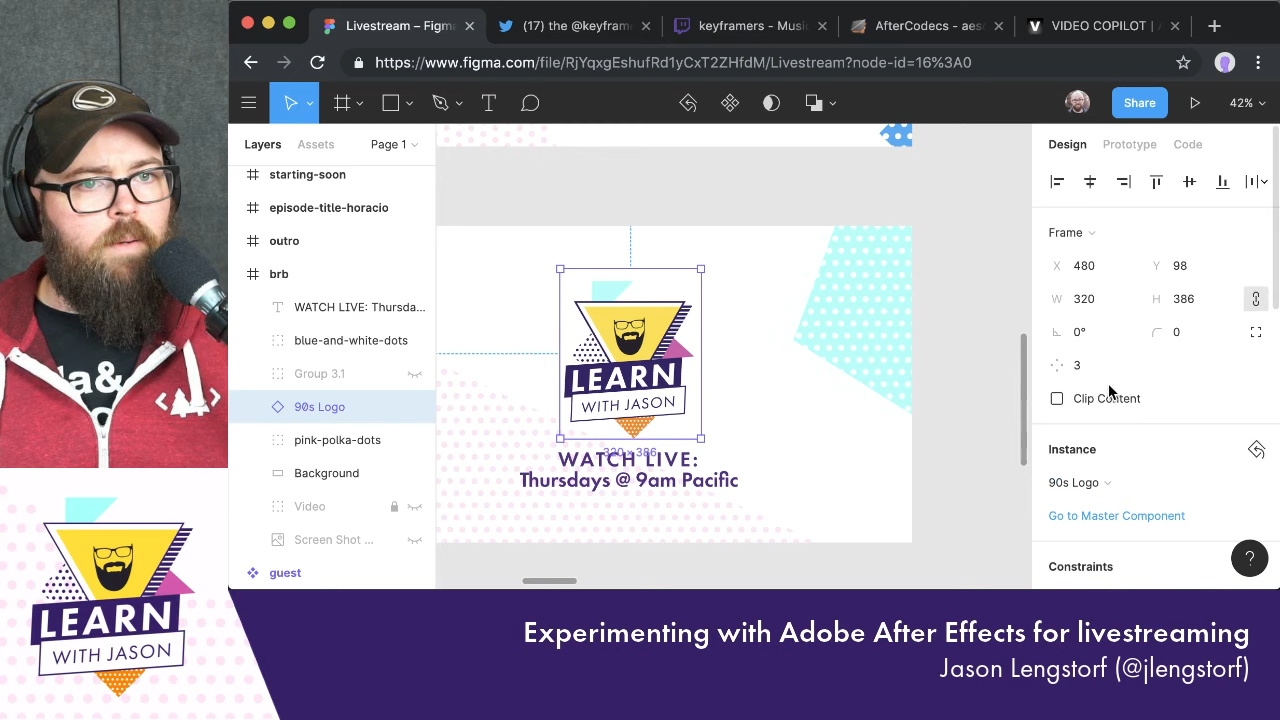 Livestream – Figma
(17) the @keyframe
keyframers - Musi
AfterCodecs - aes
VIDEO COPILOT | A
https://www.figma.com/file/RjYqxgEshufRd1yCxT2ZHfdM/Livestream?node-id=16%3A0
Share
42%
Layers
Assets
Page 1
starting-soon
episode-title-horacio
outro
brb
WATCH LIVE: Thursda...
blue-and-white-dots
Group 3.1
90s Logo
pink-polka-dots
Background
Video
Screen Shot ...
guest
LEARN
WITH JASON
320 × 386
WATCH LIVE:
Thursdays @ 9am Pacific
Design
Prototype
Code
Frame
X 480 Y 98
W 320 H 386
0° 0
3
Clip Content
Instance
90s Logo
Go to Master Component
Constraints
?
LEARN
WITH JASON
Experimenting with Adobe After Effects for livestreaming
Jason Lengstorf (@jlengstorf)